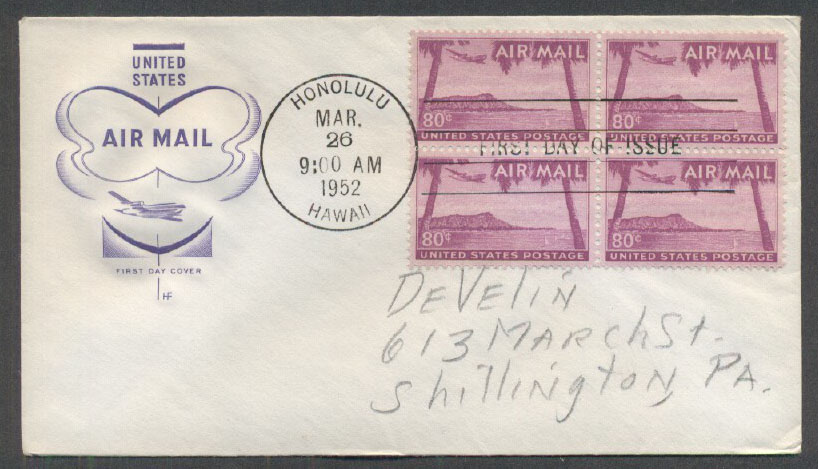 UNITED
STATES
AIR MAIL
FIRST DAY COVER
HF
HONOLULU
MAR.
26
9:00 AM
1952
HAWAII
AIR MAIL
80¢
UNITED STATES POSTAGE
AIR MAIL
80¢
UNITED STATES POSTAGE
FIRST DAY OF ISSUE
AIR MAIL
80¢
UNITED STATES POSTAGE
AIR MAIL
80¢
UNITED STATES POSTAGE
DeVelin
613 March St.
Shillington, PA.